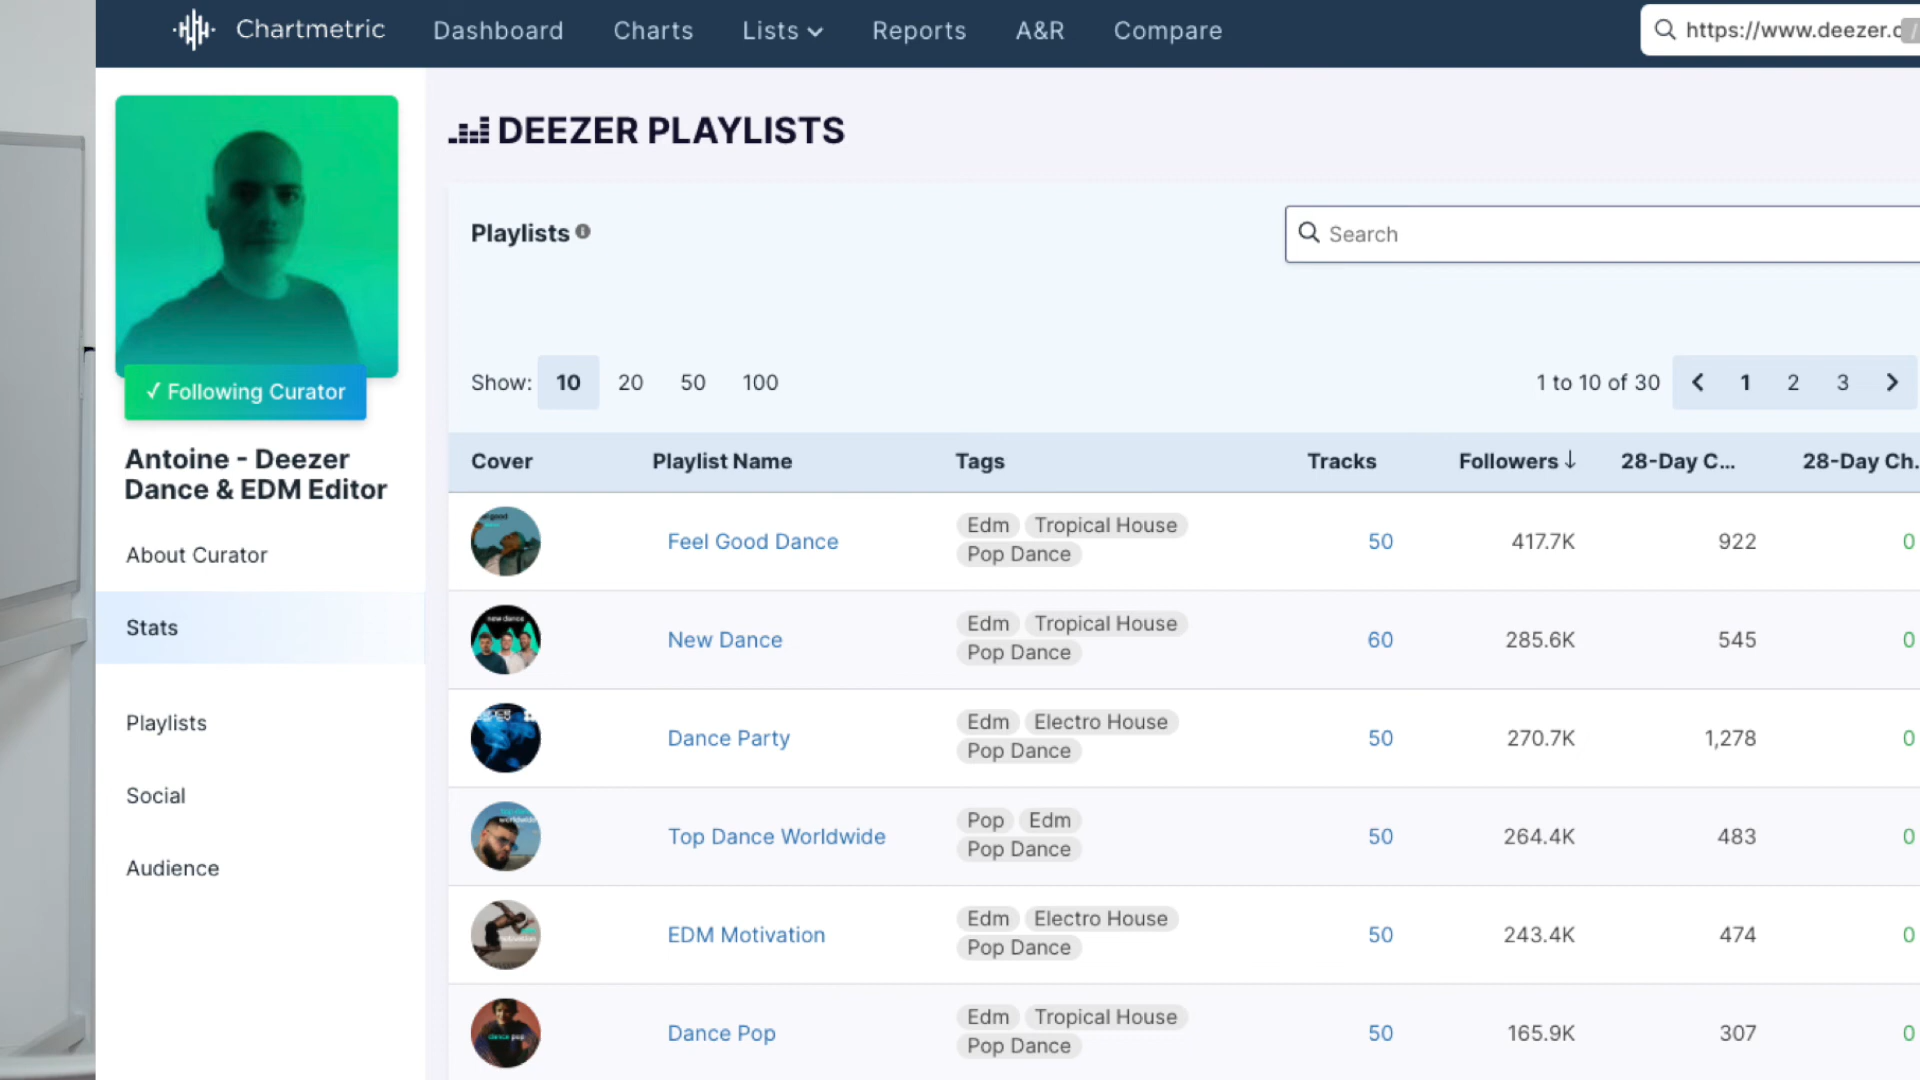 Chartmetric Dashboard Charts Lists Reports A&R Compare https://www.deezer.c /
DEEZER PLAYLISTS
Playlists
Search
✓ Following Curator
Show: 10 20 50 100 1 to 10 of 30 1 2 3
Antoine - Deezer
Dance & EDM Editor
About Curator
Stats
Playlists
Social
Audience
Cover Playlist Name Tags Tracks Followers ↓ 28-Day C... 28-Day Ch.
Feel Good Dance Edm Tropical House Pop Dance 50 417.7K 922 0
new dance
New Dance Edm Tropical House Pop Dance 60 285.6K 545 0
Dance Party Edm Electro House Pop Dance 50 270.7K 1,278 0
Top Dance Worldwide Pop Edm Pop Dance 50 264.4K 483 0
EDM Motivation Edm Electro House Pop Dance 50 243.4K 474 0
dance pop
Dance Pop Edm Tropical House Pop Dance 50 165.9K 307 0